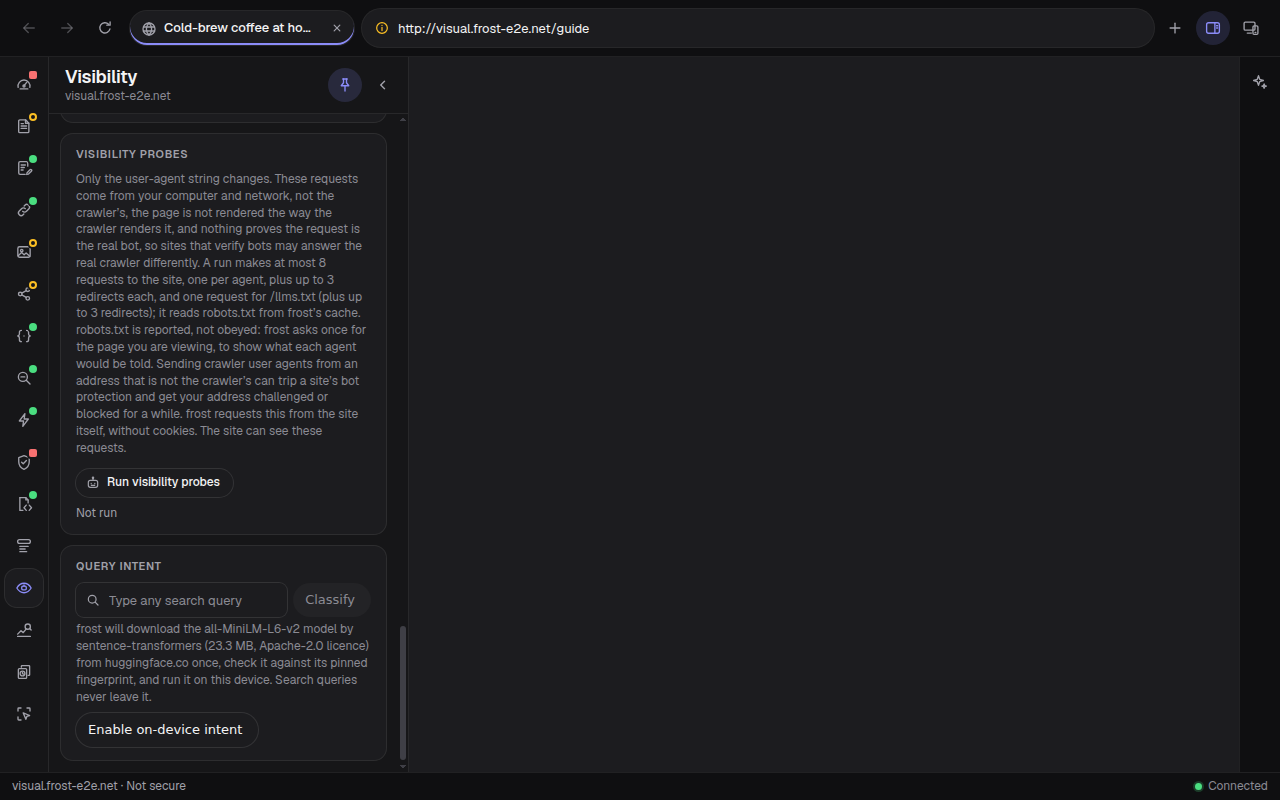 Cold-brew coffee at ho...
http://visual.frost-e2e.net/guide
Visibility
visual.frost-e2e.net
VISIBILITY PROBES
Only the user-agent string changes. These requests
come from your computer and network, not the
crawler's, the page is not rendered the way the
crawler renders it, and nothing proves the request is
the real bot, so sites that verify bots may answer the
real crawler differently. A run makes at most 8
requests to the site, one per agent, plus up to 3
redirects each, and one request for /llms.txt (plus up
to 3 redirects); it reads robots.txt from frost's cache.
robots.txt is reported, not obeyed: frost asks once for
the page you are viewing, to show what each agent
would be told. Sending crawler user agents from an
address that is not the crawler's can trip a site's bot
protection and get your address challenged or
blocked for a while. frost requests this from the site
itself, without cookies. The site can see these
requests.
Run visibility probes
Not run
QUERY INTENT
Type any search query
Classify
frost will download the all-MiniLM-L6-v2 model by
sentence-transformers (23.3 MB, Apache-2.0 licence)
from huggingface.co once, check it against its pinned
fingerprint, and run it on this device. Search queries
never leave it.
Enable on-device intent
visual.frost-e2e.net · Not secure
Connected